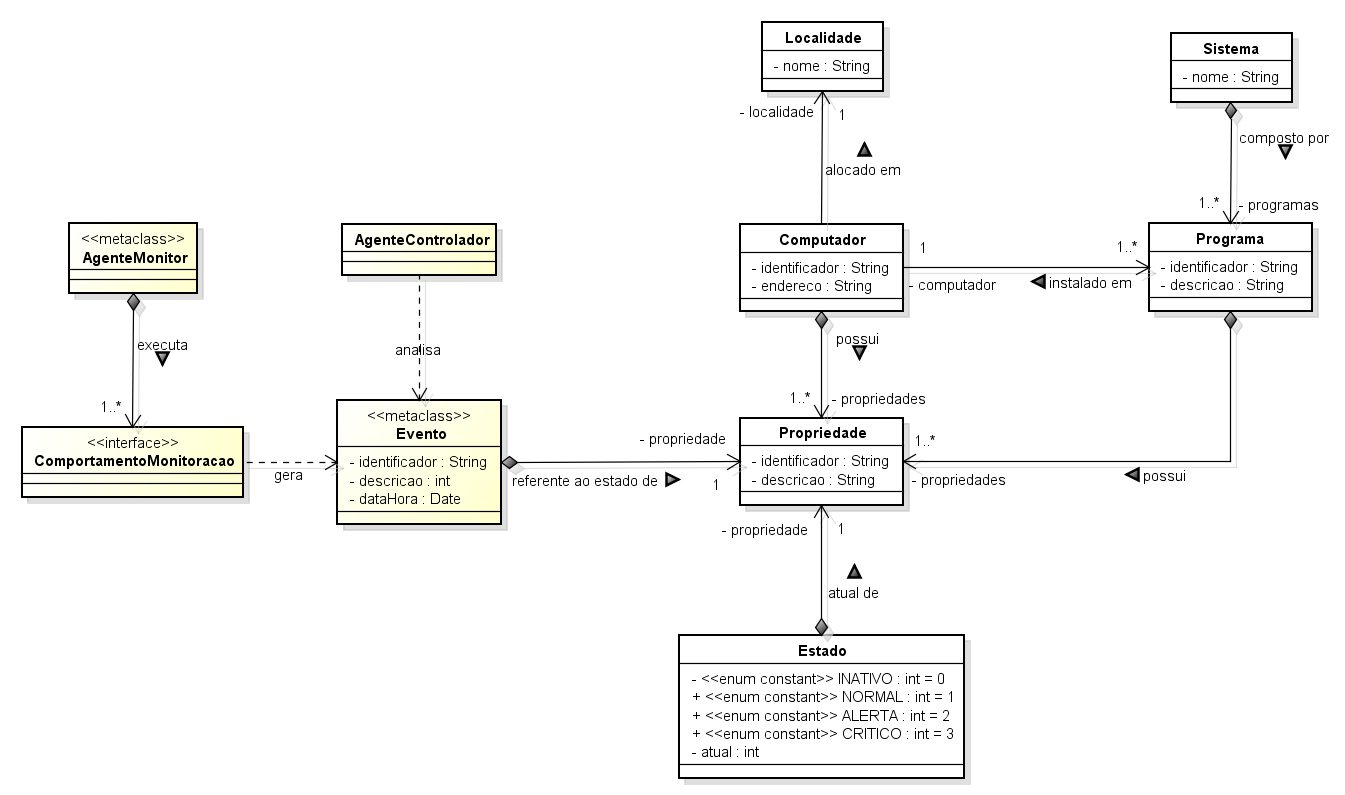 Localidade
- nome : String
Sistema
- nome : String
- localidade
1
alocado em
composto por
1..*
- programas
<<metaclass>>
AgenteMonitor
AgenteControlador
Computador
- identificador : String
- endereco : String
1
1..*
- computador
instalado em
Programa
- identificador : String
- descricao : String
executa
1..*
analisa
possui
1..*
- propriedades
<<interface>>
ComportamentoMonitoracao
gera
<<metaclass>>
Evento
- identificador : String
- descricao : int
- dataHora : Date
- propriedade
referente ao estado de
1
Propriedade
- identificador : String
- descricao : String
1..*
- propriedades
possui
- propriedade
1
atual de
Estado
- <<enum constant>> INATIVO : int = 0
+ <<enum constant>> NORMAL : int = 1
+ <<enum constant>> ALERTA : int = 2
+ <<enum constant>> CRITICO : int = 3
- atual : int